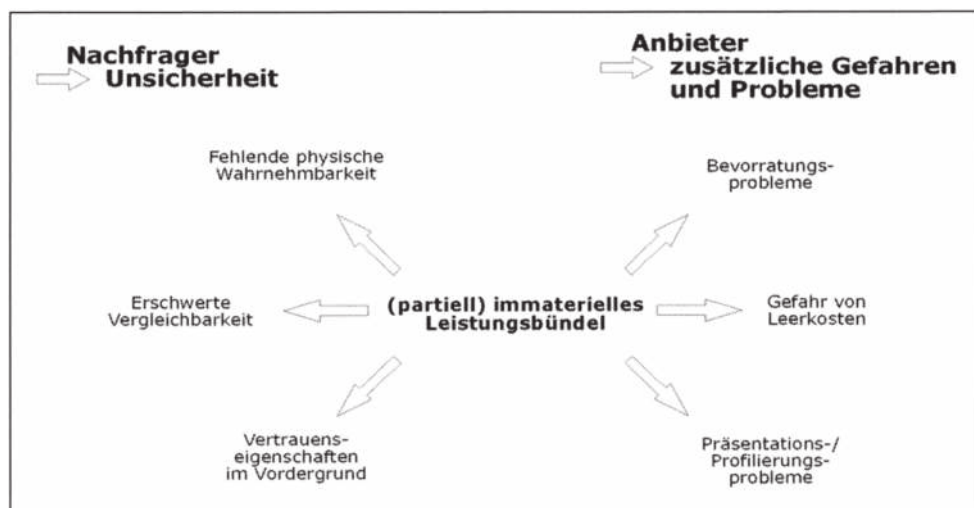 Nachfrager
Unsicherheit
Anbieter
zusätzliche Gefahren
und Probleme
Fehlende physische
Wahrnehmbarkeit
Bevorratungs-
probleme
Erschwerte
Vergleichbarkeit
(partiell) immaterielles
Leistungsbündel
Gefahr von
Leerkosten
Vertrauens-
eigenschaften
im Vordergrund
Präsentations-/
Profilierungs-
probleme